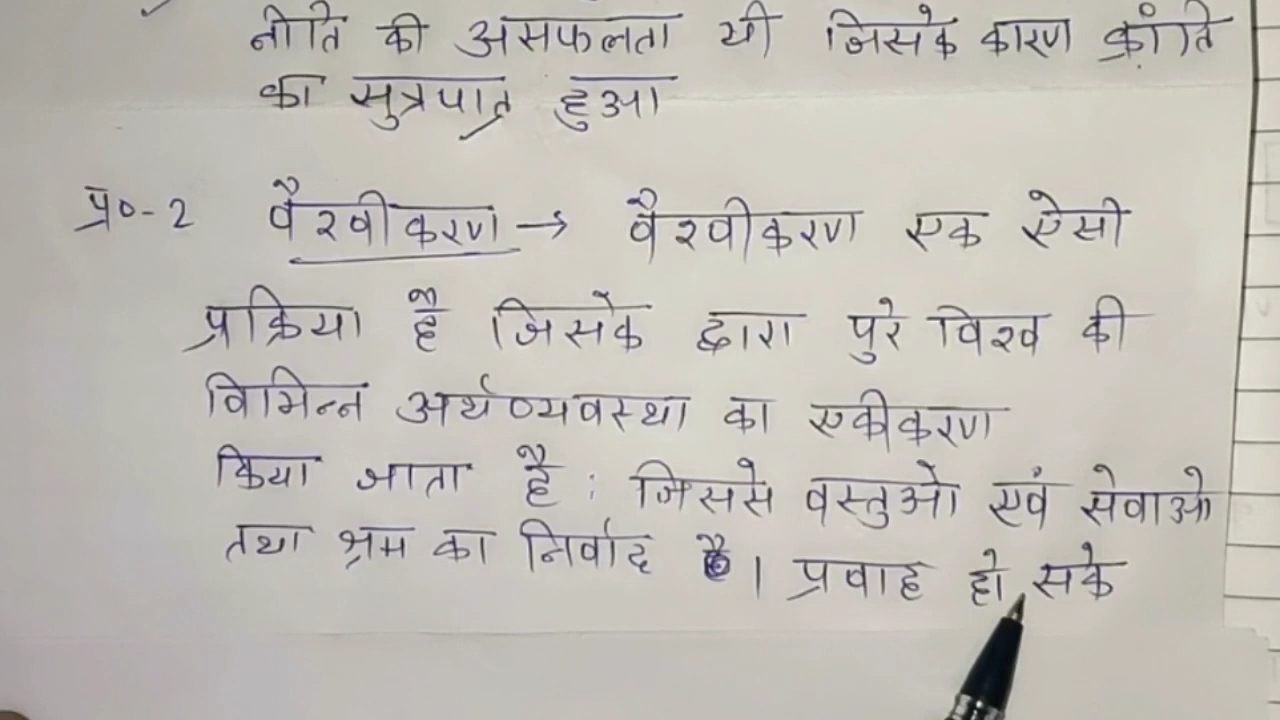 नीति की असफलता थी जिसके कारण क्रांति
का सुत्रपात हुआ
प्र०-2 वैश्वीकरण → वैश्वीकरण एक ऐसी
प्रक्रिया है जिसके द्वारा पुरे विश्व की
विभिन्न अर्थव्यवस्था का एकीकरण
किया जाता है : जिससे वस्तुओ एवं सेवाओ
तथा श्रम का निर्वाद । प्रवाह हो सके